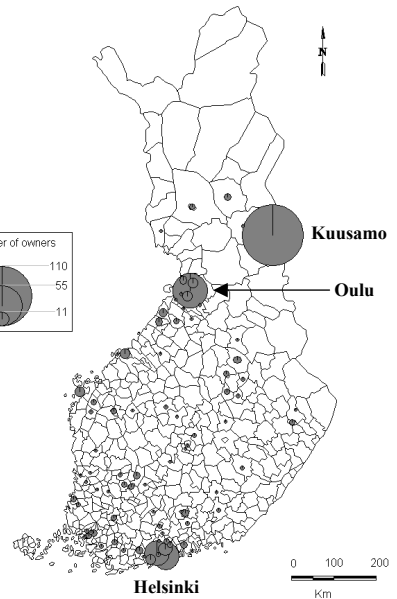 N
Kuusamo
er of owners
110
55
11
Oulu
Helsinki
0 100 200
Km